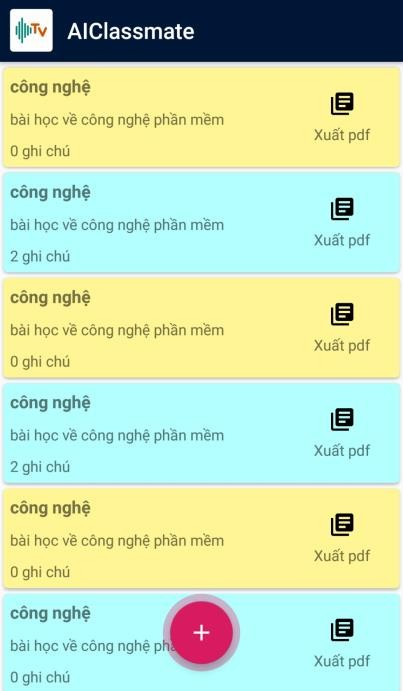 TV
AIClassmate
công nghệ
bài học về công nghệ phần mềm
0 ghi chú
Xuất pdf
công nghệ
bài học về công nghệ phần mềm
2 ghi chú
Xuất pdf
công nghệ
bài học về công nghệ phần mềm
0 ghi chú
Xuất pdf
công nghệ
bài học về công nghệ phần mềm
2 ghi chú
Xuất pdf
công nghệ
bài học về công nghệ phần mềm
0 ghi chú
Xuất pdf
công nghệ
bài học về công nghệ
0 ghi chú
Xuất pdf